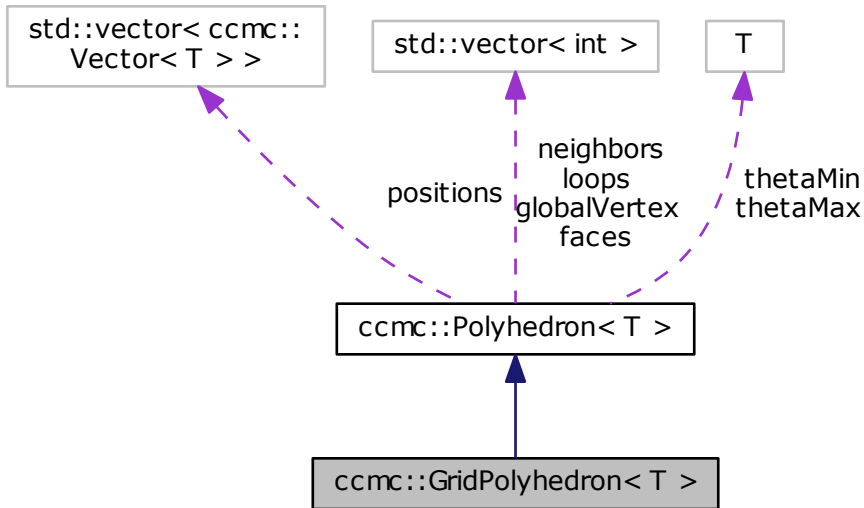 std::vector< ccmc::
Vector< T > >
std::vector< int >
T
positions
neighbors
loops
globalVertex
faces
thetaMin
thetaMax
ccmc::Polyhedron< T >
ccmc::GridPolyhedron< T >